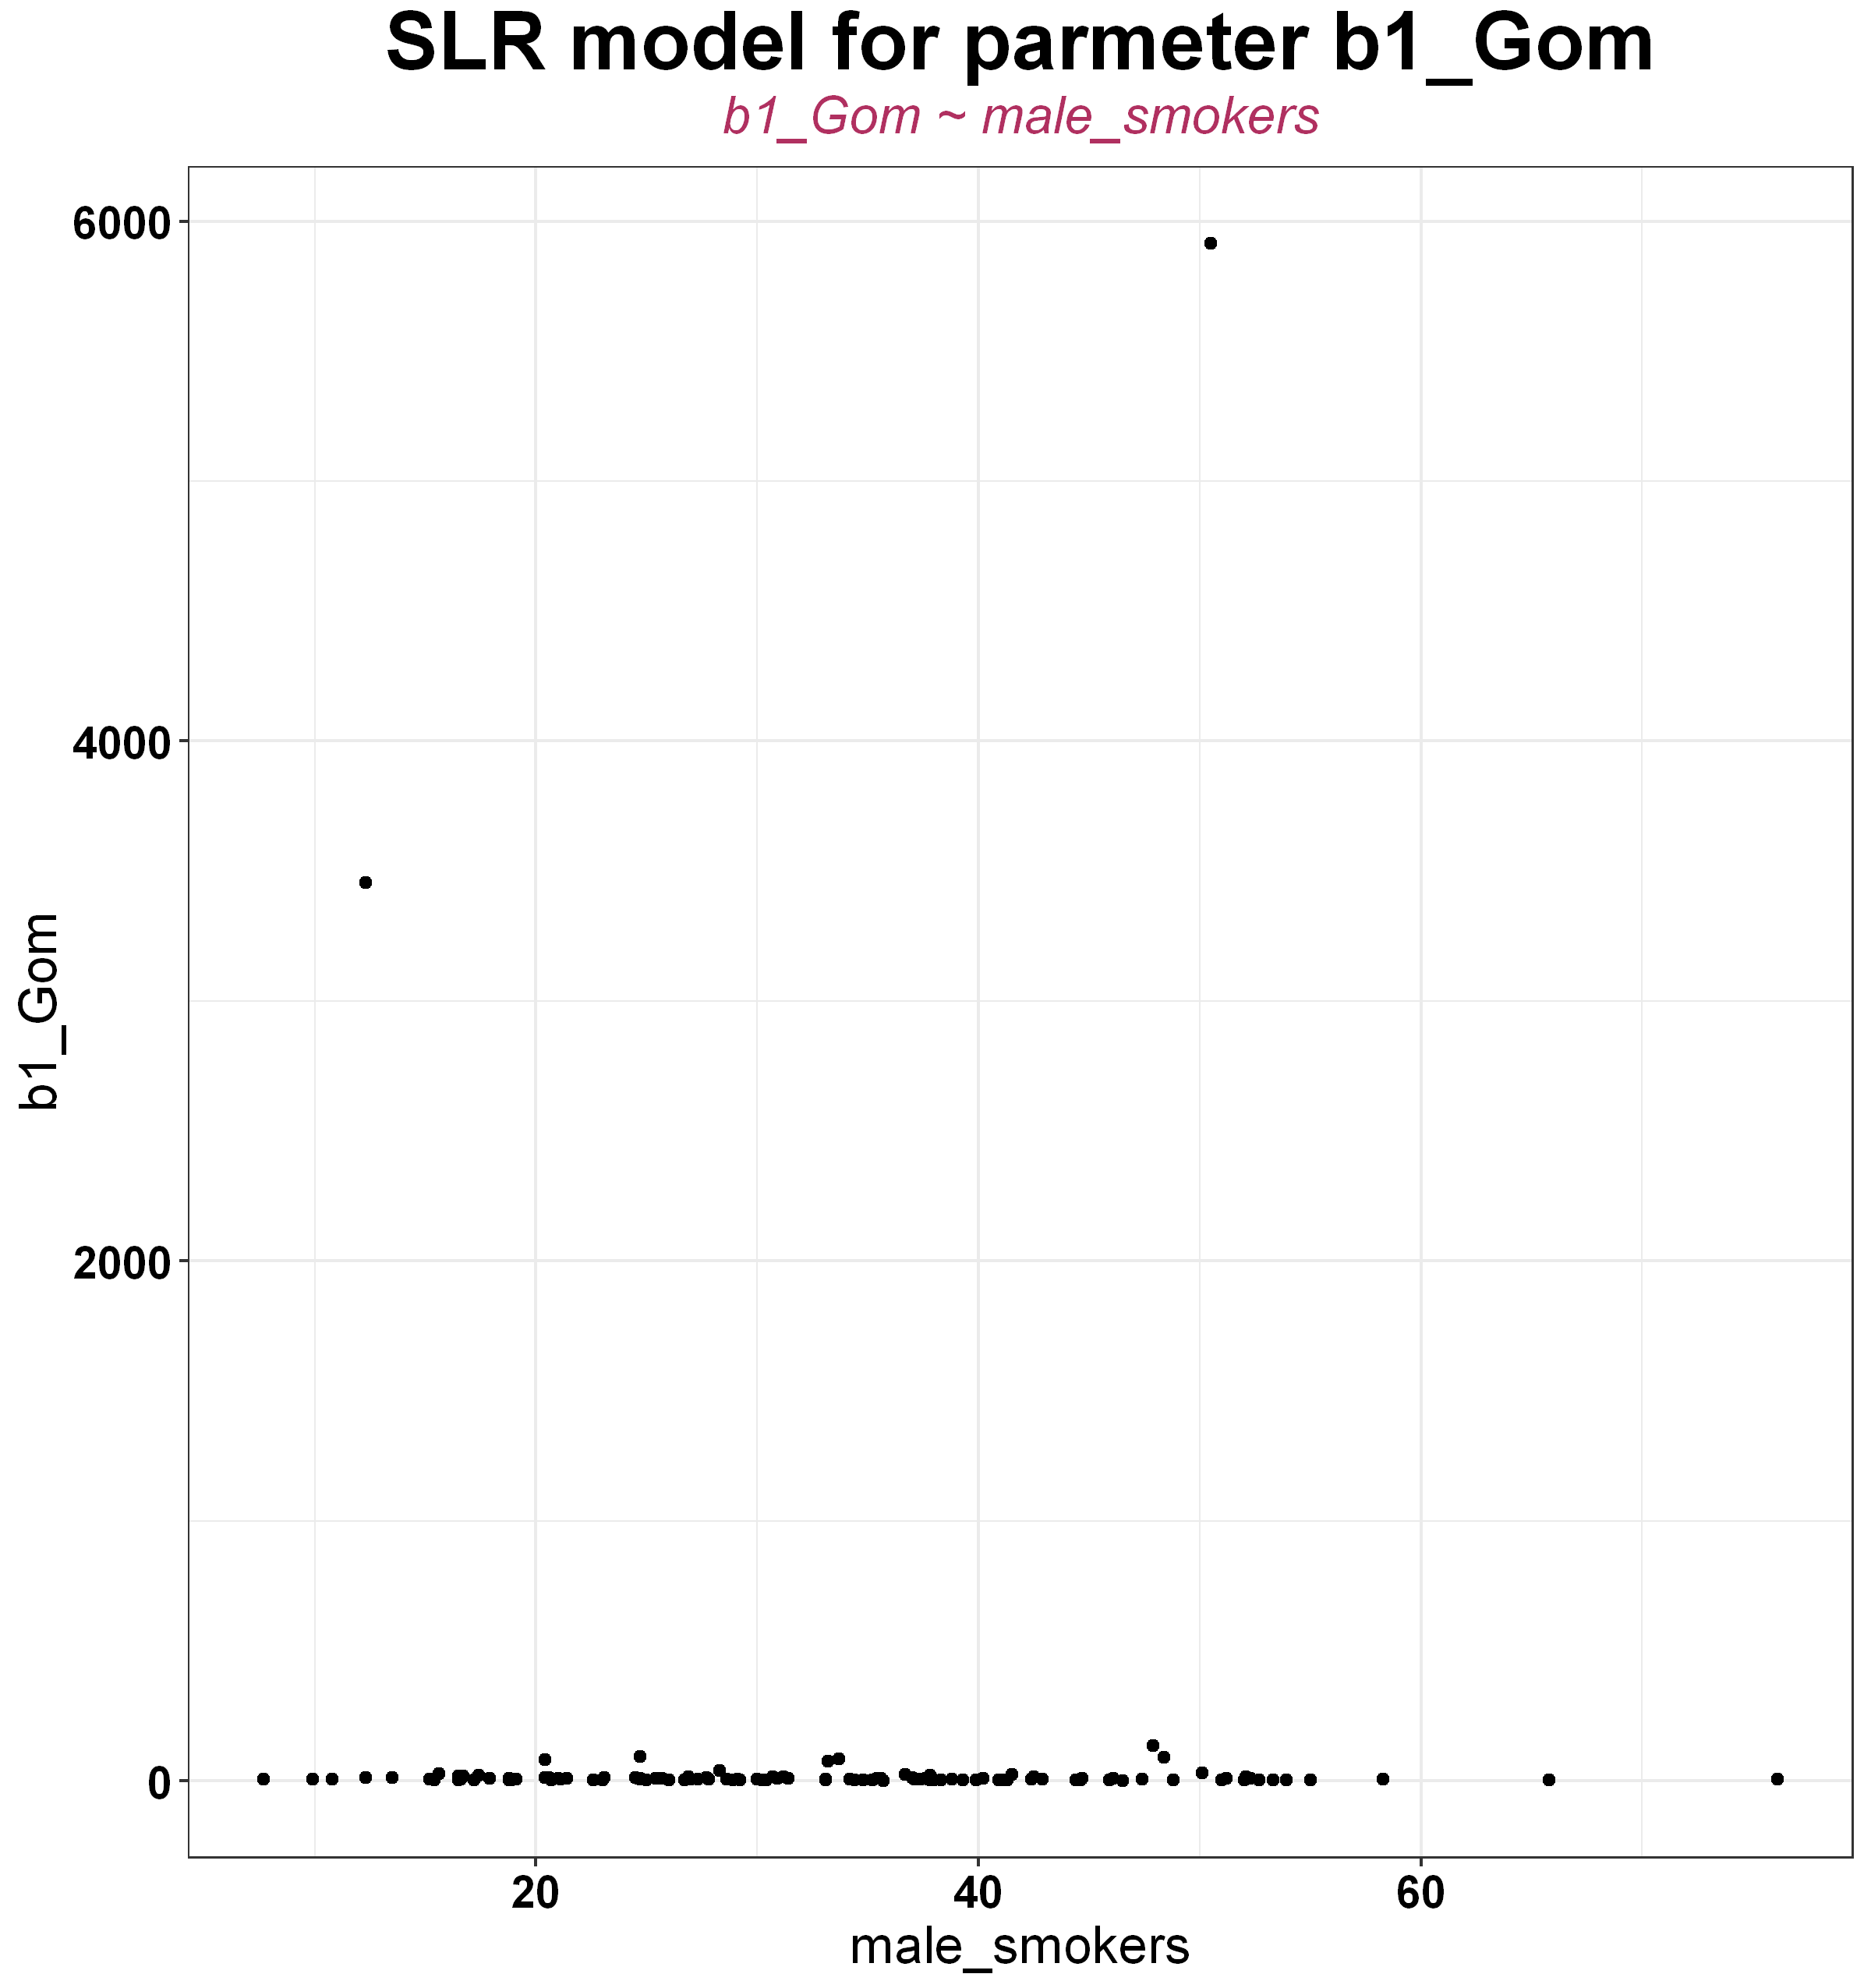 SLR model for parmeter b1_Gom
b1_Gom ~ male_smokers
6000
4000
2000
0
b1_Gom
20
40
60
male_smokers